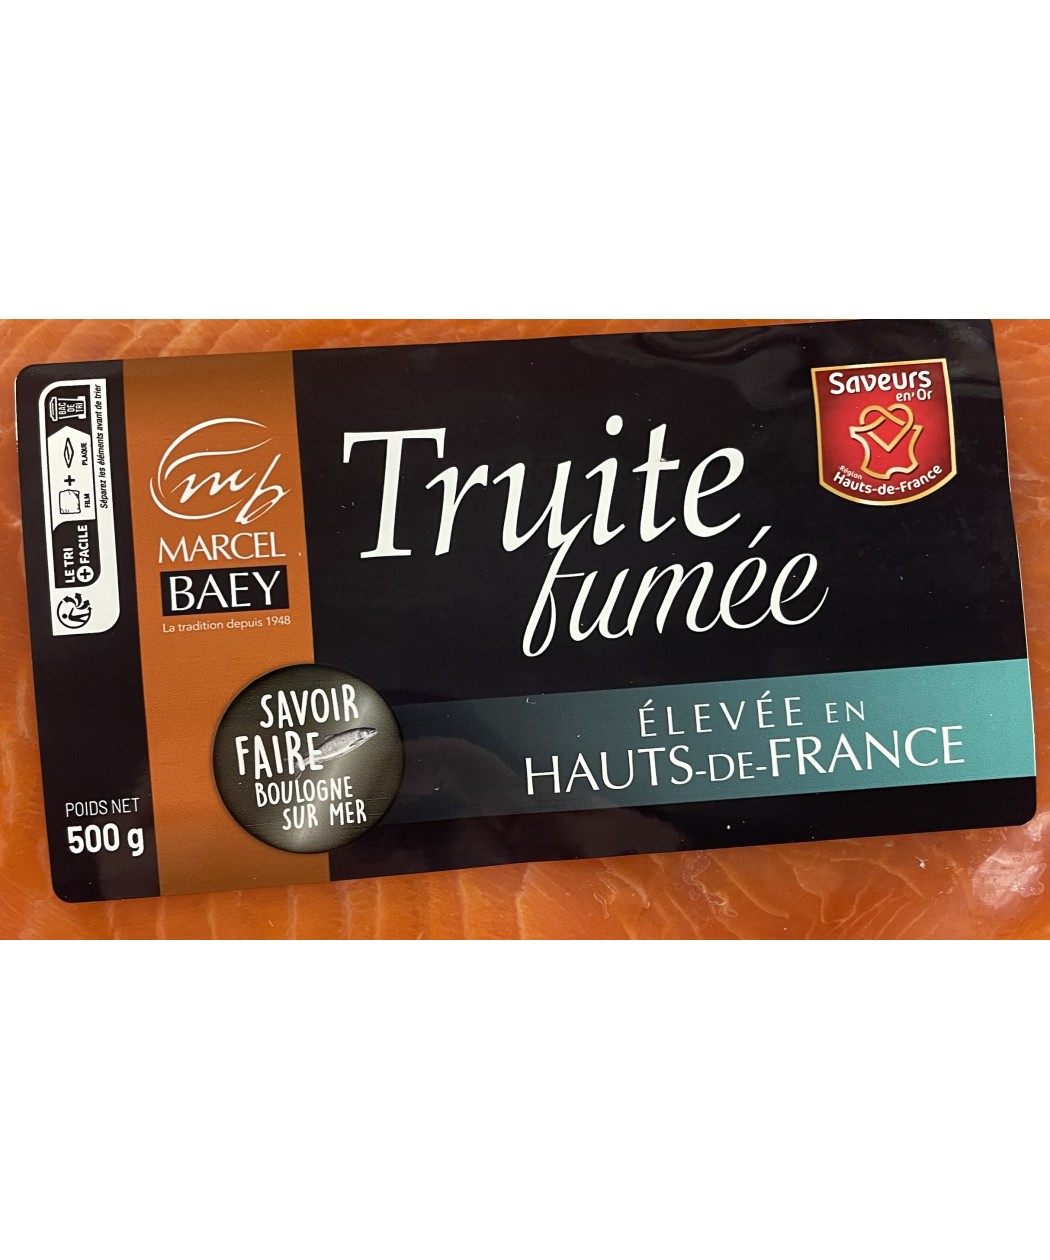 Truite
fumée
ÉLEVÉE EN
HAUTS-DE-FRANCE
Saveurs
en'Or
Région
Hauts-de-France
mb
MARCEL
BAEY
La tradition depuis 1948
SAVOIR
FAIRE
BOULOGNE
SUR MER
POIDS NET
500 g
LE TRI
+ FACILE
FILM
+
PLAQUE
BAC
DE
TRI
Séparez les éléments avant de trier